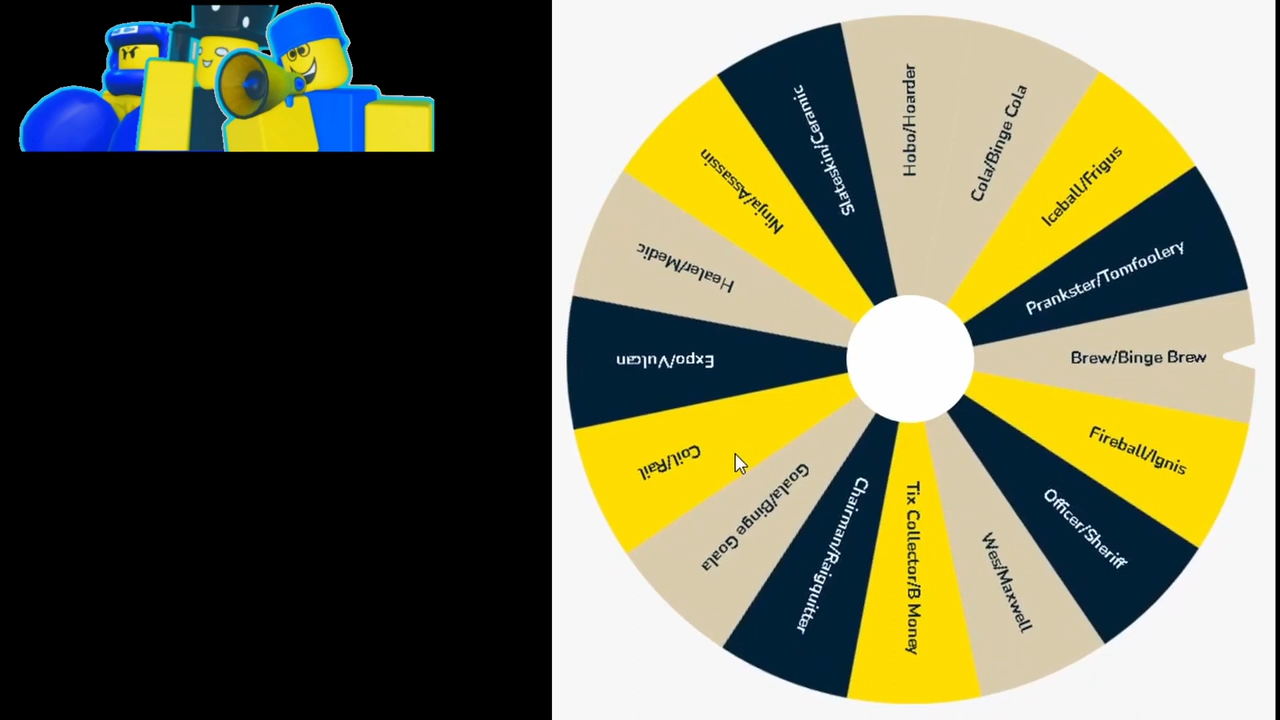 Hobo/Hoarder
Cola/Binge Cola
Iceball/Frigus
Prankster/Tomfoolery
Brew/Binge Brew
Fireball/Ignis
Officer/Sheriff
Wes/Maxwell
Tix Collector/B Money
Chairman/Raigquitter
Goala/Binge Goala
Coil/Rail
Expo/Vulcan
Healer/Medic
Ninja/Assassin
Slateskin/Ceramic